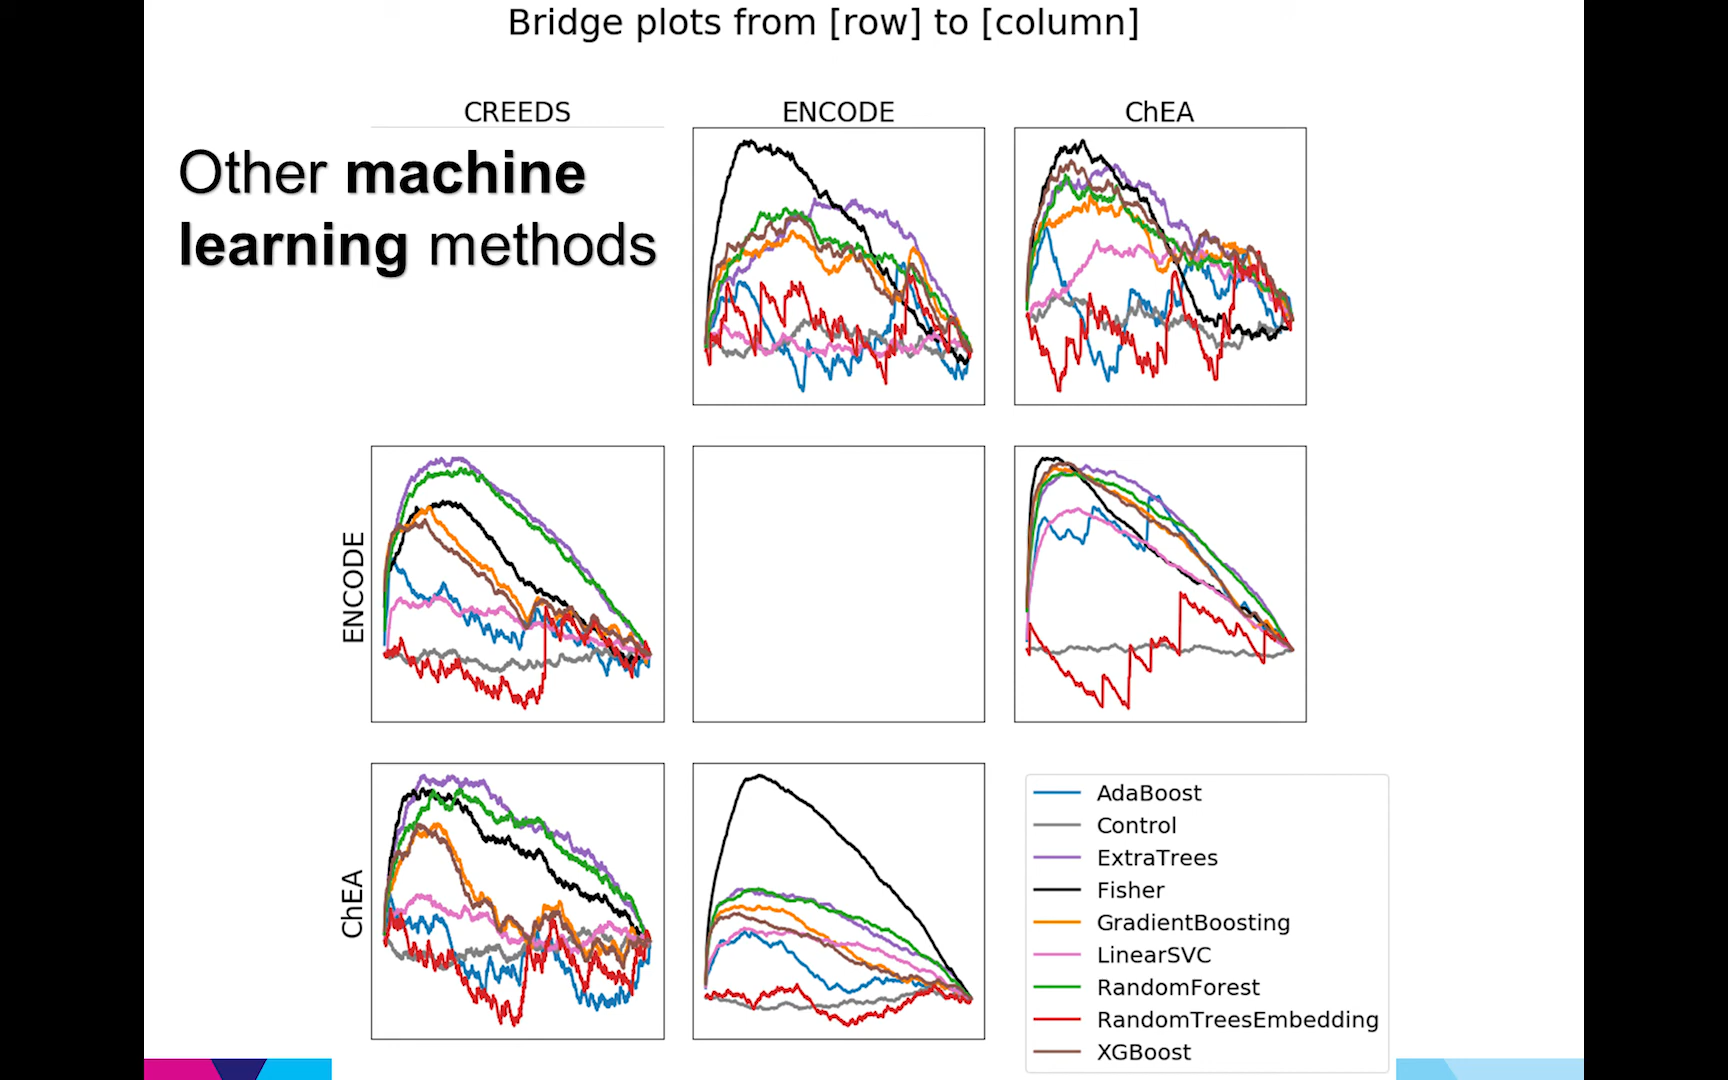 Bridge plots from [row] to [column]
CREEDS
ENCODE
ChEA
Other machine
learning methods
ENCODE
ChEA
AdaBoost
Control
ExtraTrees
Fisher
GradientBoosting
LinearSVC
RandomForest
RandomTreesEmbedding
XGBoost